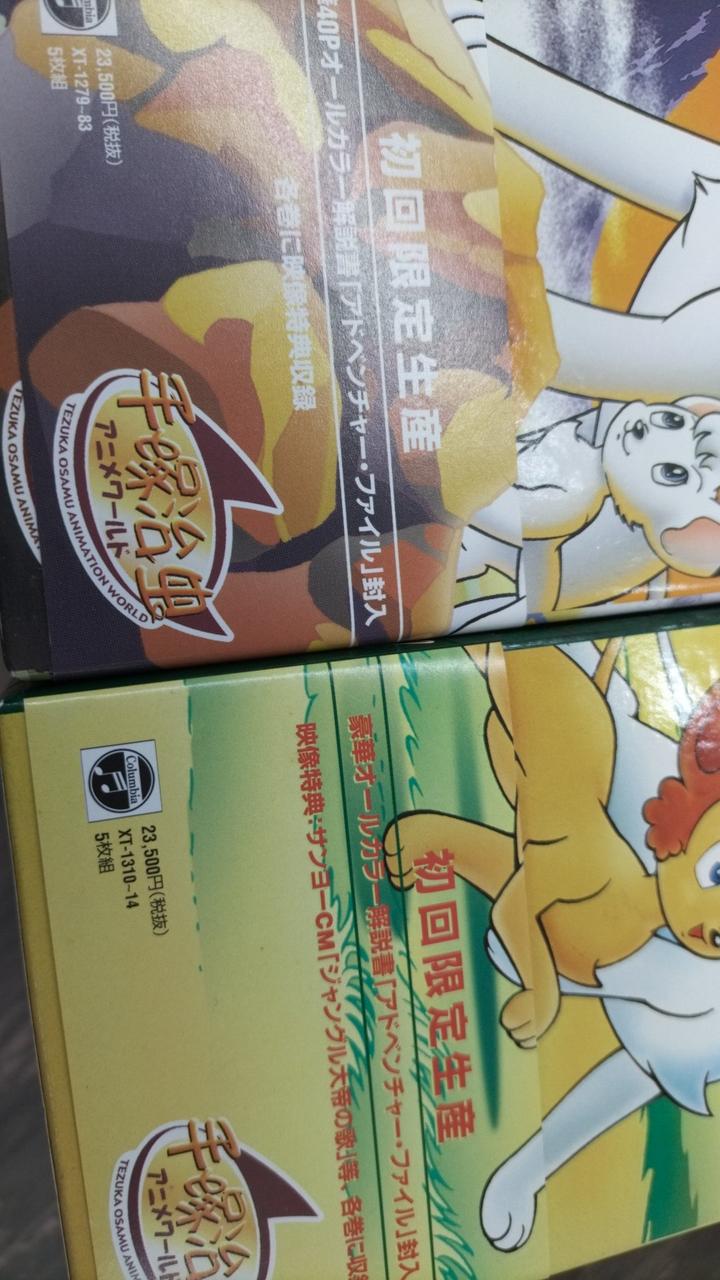 初回限定生産
40Pオールカラー解説書「アドベンチャー・ファイル」封入
各巻に映像特典収録
23,500円(税抜)
XT-1279~83
5枚組
手塚治虫
アニメワールド
TEZUKA OSAMU ANIMATION WORLD
TEZUKA OSAMU ANIMA
初回限定生産
豪華オールカラー解説書「アドベンチャー・ファイル」封入
映像特典:サンヨーCM「ジャングル大帝の歌」等、各巻に収録
Columbia
23,500円(税抜)
XT-1310~14
5枚組
手塚治
アニメワールド
TEZUKA OSAMU ANIM